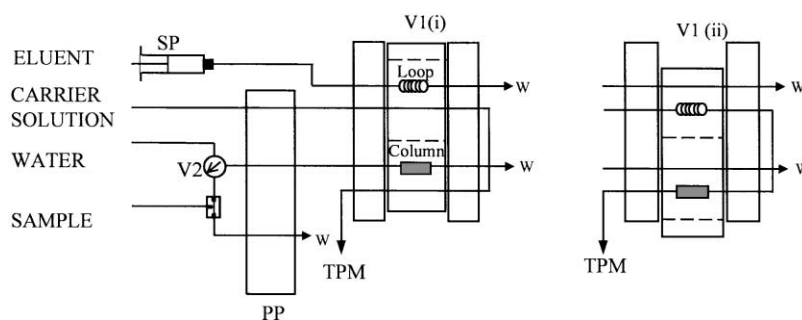 V1(i)
V1 (ii)
SP
ELUENT
Loop
W
W
CARRIER
SOLUTION
Column
WATER
V2
W
W
SAMPLE
W
TPM
TPM
PP